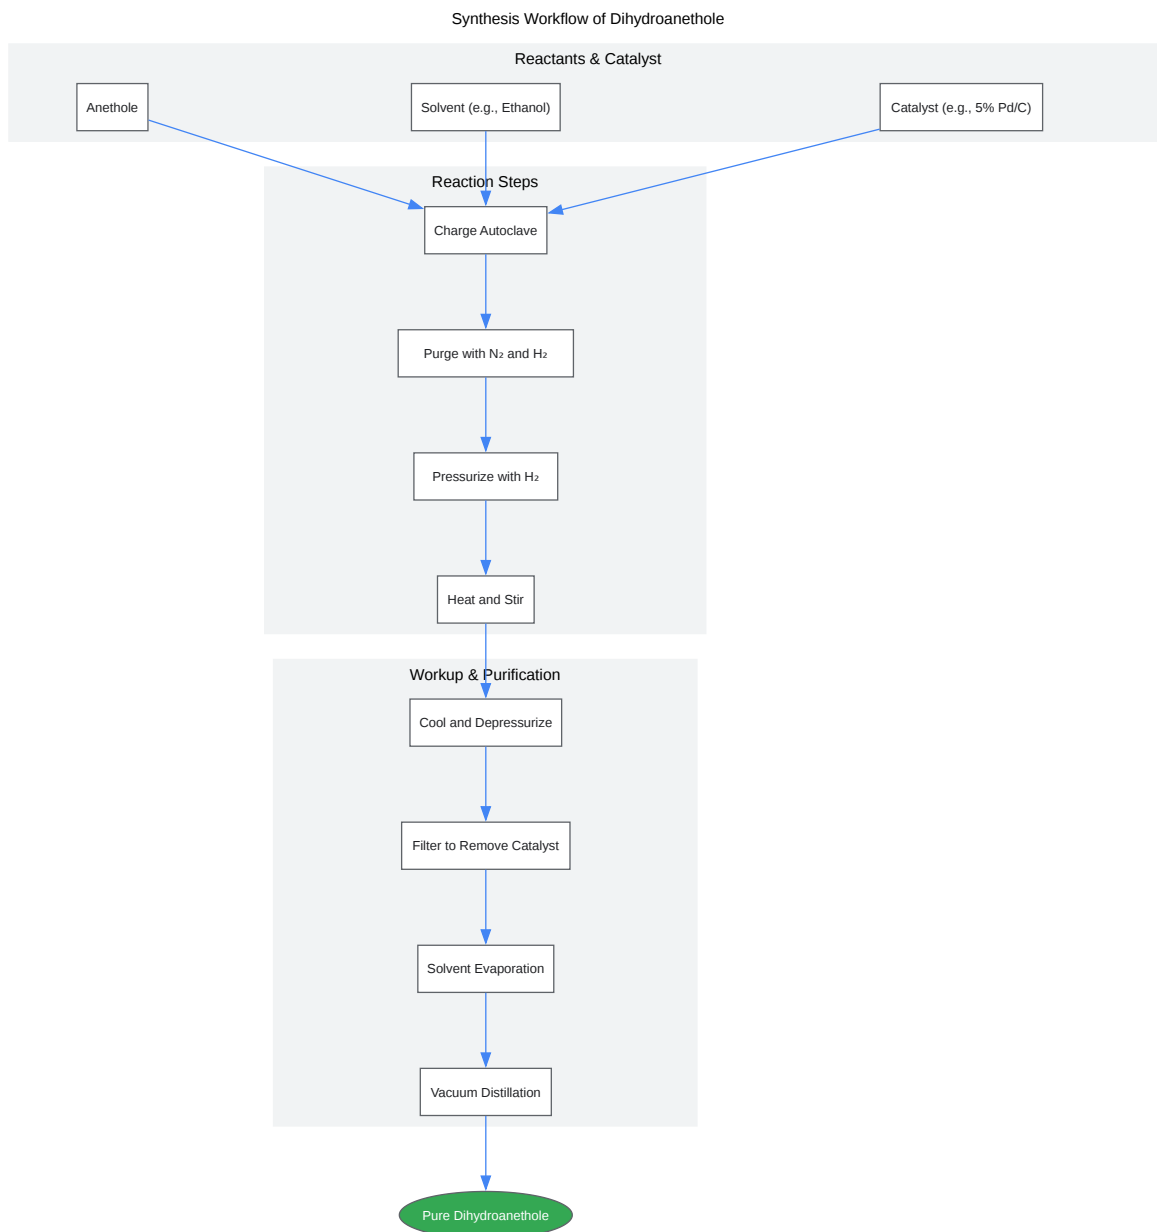 Synthesis Workflow of Dihydroanethole
Reactants & Catalyst
Anethole
Solvent (e.g., Ethanol)
Catalyst (e.g., 5% Pd/C)
Reaction Steps
Charge Autoclave
Purge with N₂ and H₂
Pressurize with H₂
Heat and Stir
Workup & Purification
Cool and Depressurize
Filter to Remove Catalyst
Solvent Evaporation
Vacuum Distillation
Pure Dihydroanethole